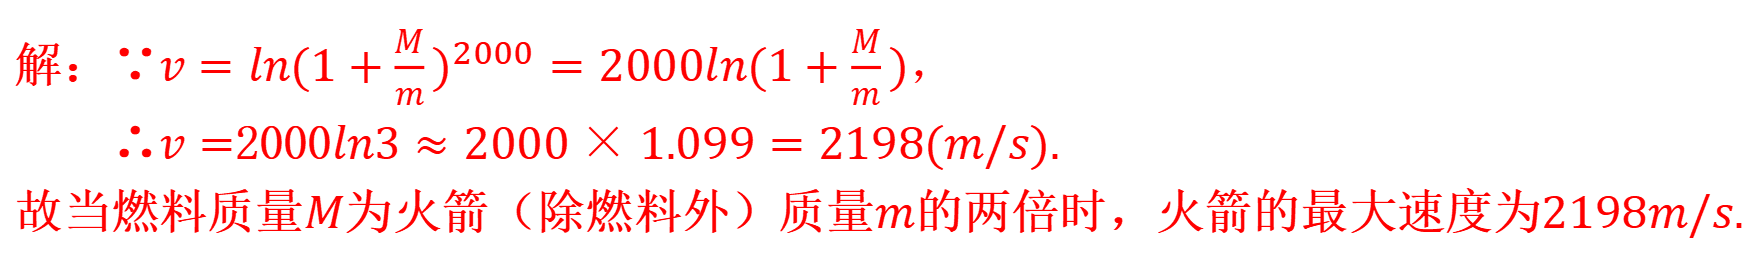 解：∵v = ln(1 + \frac{M}{m})^{2000} = 2000ln(1 + \frac{M}{m})，
∴v =2000ln3 ≈ 2000 × 1.099 = 2198(m/s).
故当燃料质量M为火箭（除燃料外）质量m的两倍时，火箭的最大速度为2198m/s.